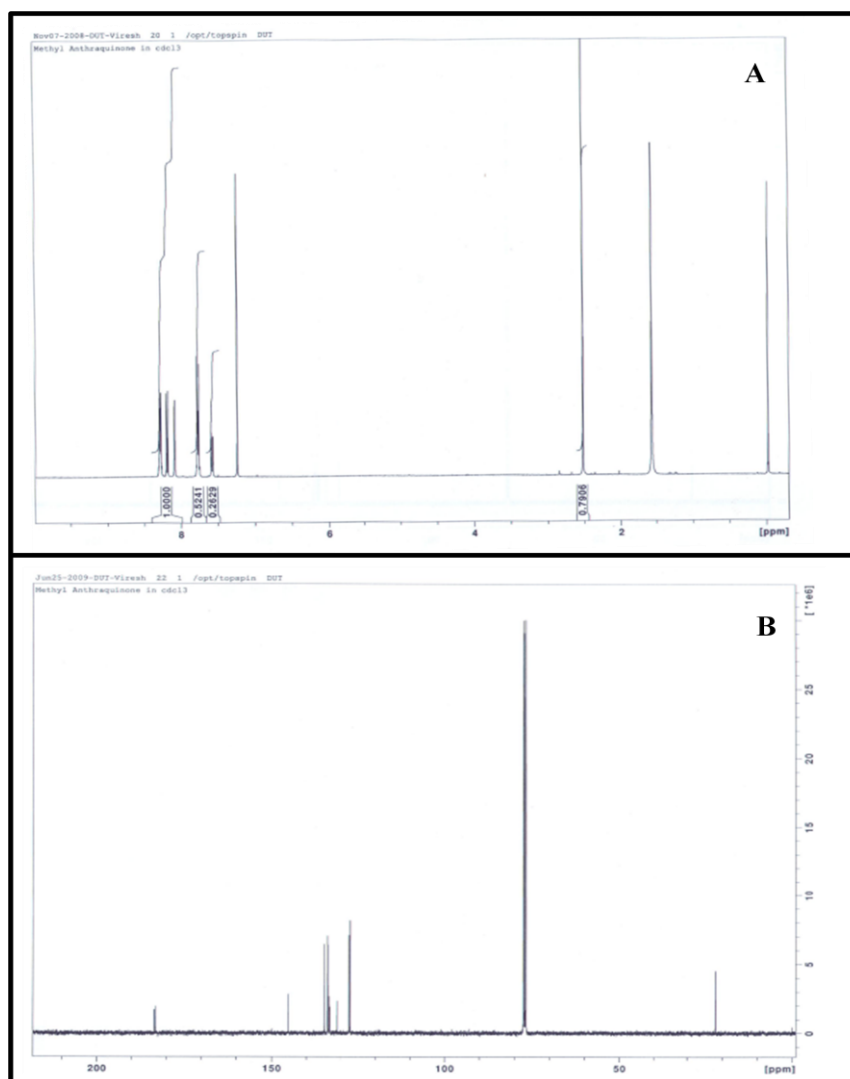 Nov07-2008-DUT-Viresh 20 1 /opt/topspin DUT
Methyl Anthraquinone in cdcl3
A
1.0000
0.5241
0.2629
0.7906
8 6 4 2 [ppm]
Jun25-2009-DUT-Viresh 22 1 /opt/topspin DUT
Methyl Anthraquinone in cdcl3
B
[ *1e6]
25
20
15
10
5
0
200 150 100 50 [ppm]